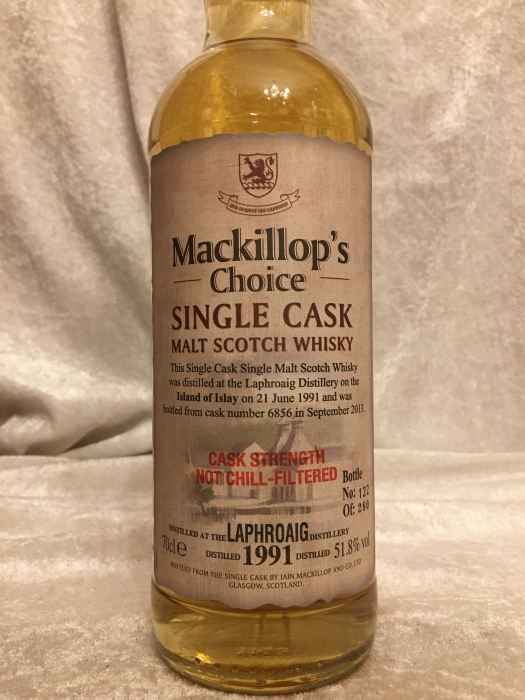 Mackillop's
Choice
SINGLE CASK
MALT SCOTCH WHISKY
This Single Cask Single Malt Scotch Whisky
was distilled at the Laphroaig Distillery on the
Island of Islay on 21 June 1991 and was
bottled from cask number 6856 in September 2013.
CASK STRENGTH
NOT CHILL-FILTERED
Bottle
No: 122
Of: 280
DISTILLED AT THE LAPHROAIG DISTILLERY
70cl e DISTILLED 1991 DISTILLED 51.8% vol
BOTTLED FROM THE SINGLE CASK BY IAIN MACKILLOP AND CO. LTD
GLASGOW, SCOTLAND.